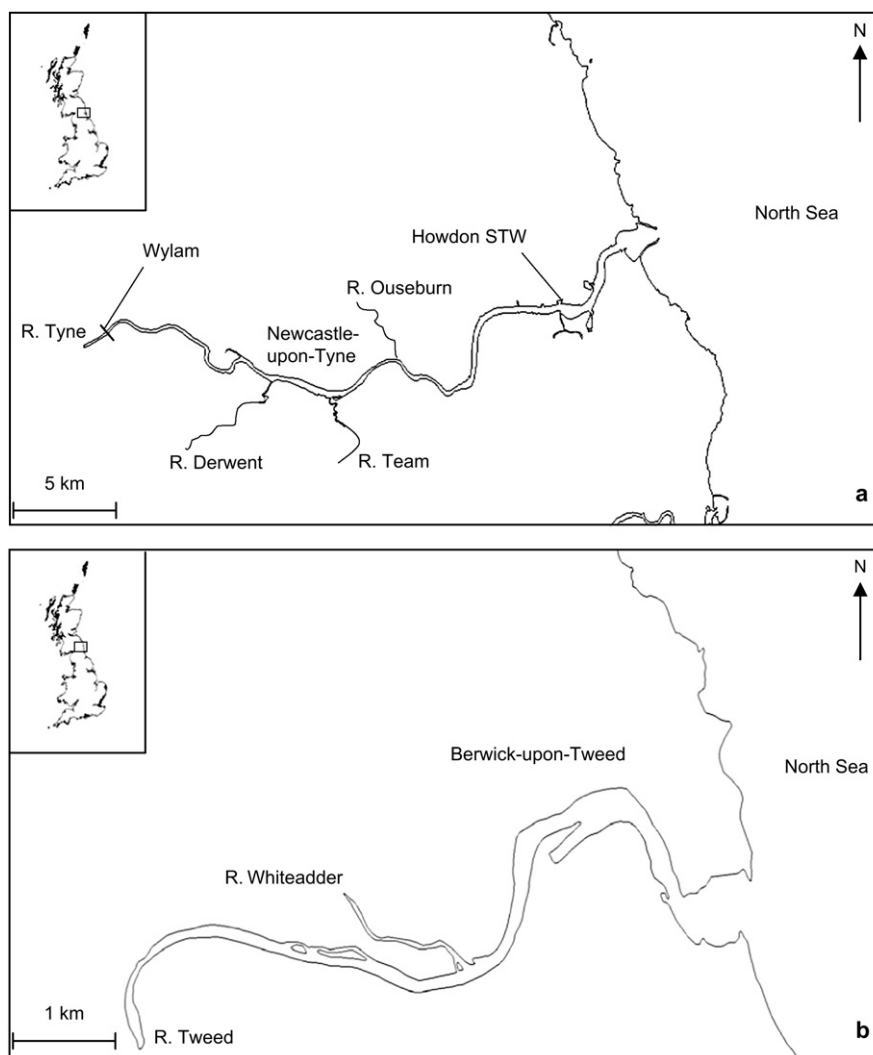 N
North Sea
Howdon STW
Wylam
R. Ouseburn
R. Tyne
Newcastle-
upon-Tyne
R. Derwent
R. Team
5 km
a
N
Berwick-upon-Tweed
North Sea
R. Whiteadder
1 km
R. Tweed
b